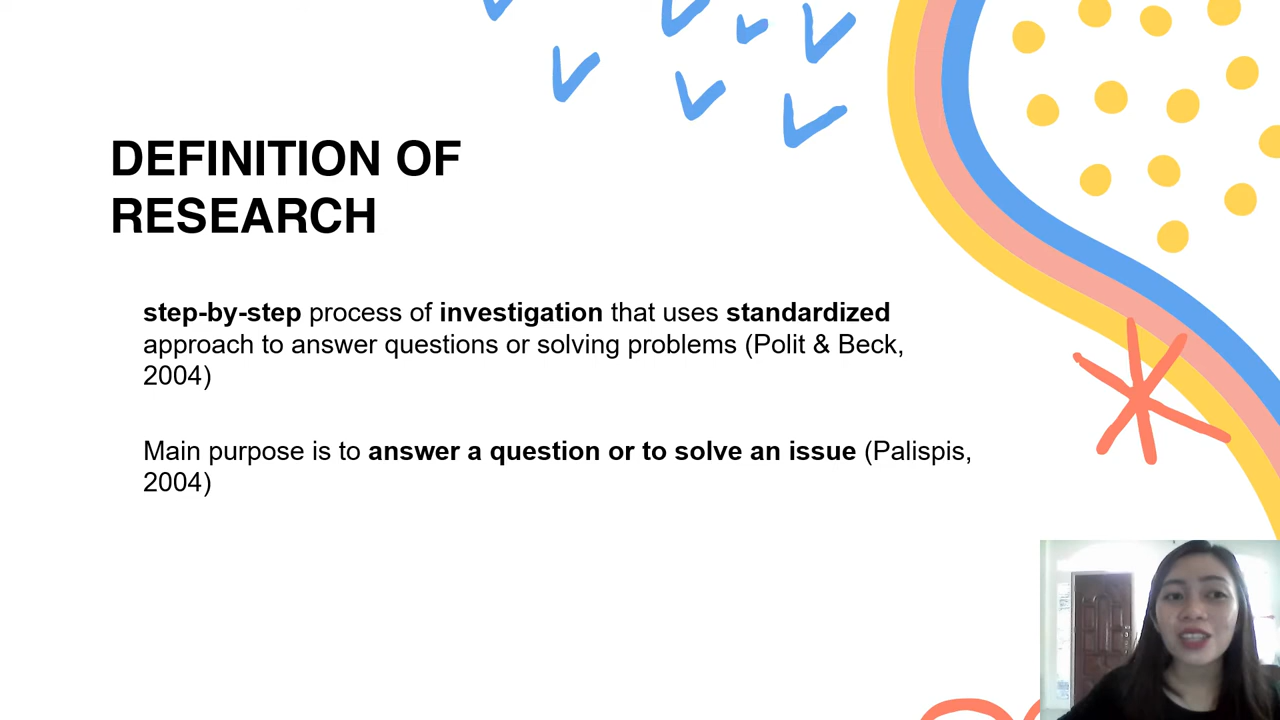 DEFINITION OF
RESEARCH
step-by-step process of investigation that uses standardized
approach to answer questions or solving problems (Polit & Beck,
2004)
Main purpose is to answer a question or to solve an issue (Palispis,
2004)